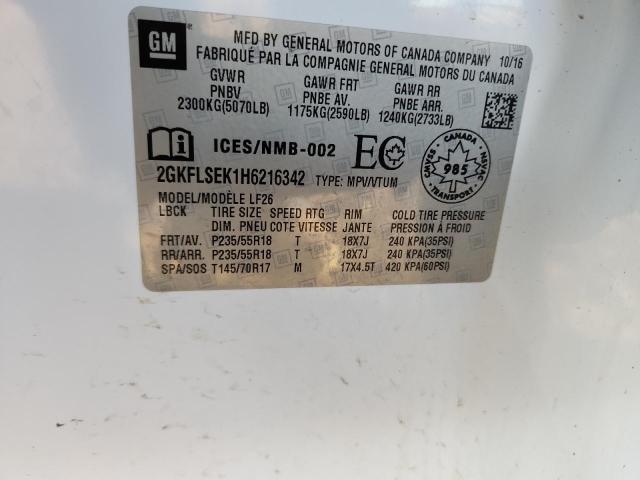 GM
MFD BY GENERAL MOTORS OF CANADA COMPANY 10/16
FABRIQUÉ PAR LA COMPAGNIE GENERAL MOTORS DU CANADA
GVWR GAWR FRT GAWR RR
PNBV PNBE AV. PNBE ARR.
2300KG(5070LB) 1175KG(2590LB) 1240KG(2733LB)
ICES/NMB-002 EC
CANADA
CMVSS NSVAC
985
2GKFLSEK1H6216342 TYPE: MPV/VTUM
MODEL/MODÈLE LF26
LBCK TIRE SIZE SPEED RTG RIM COLD TIRE PRESSURE
DIM. PNEU COTE VITESSE JANTE PRESSION À FROID
FRT/AV. P235/55R18 T 18X7J 240 KPA(35PSI)
RR/ARR. P235/55R18 T 18X7J 240 KPA(35PSI)
SPA/SOS T145/70R17 M 17X4.5T 420 KPA(60PSI)